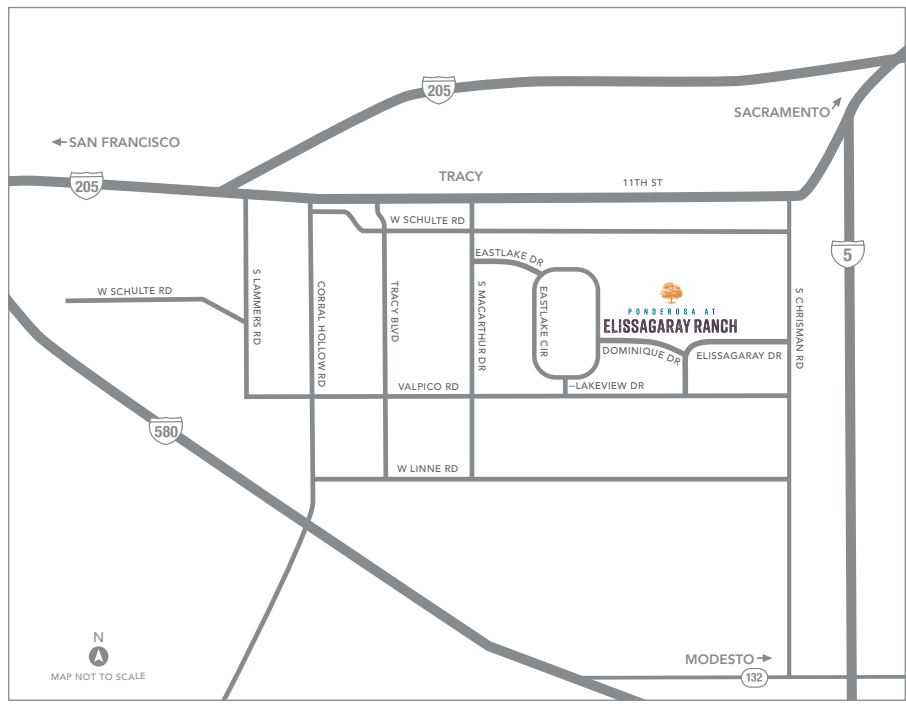 205
SACRAMENTO
SAN FRANCISCO
TRACY
205
11TH ST
W SCHULTE RD
EASTLAKE DR
5
S LAMMERS RD
CORRAL HOLLOW RD
TRACY BLVD
S MACARTHUR DR
EASTLAKE CIR
S CHRISMAN RD
W SCHULTE RD
PONDEROSA AT
ELISSAGARAY RANCH
DOMINIQUE DR
ELISSAGARAY DR
VALPICO RD
LAKEVIEW DR
580
W LINNE RD
N
MAP NOT TO SCALE
MODESTO
132